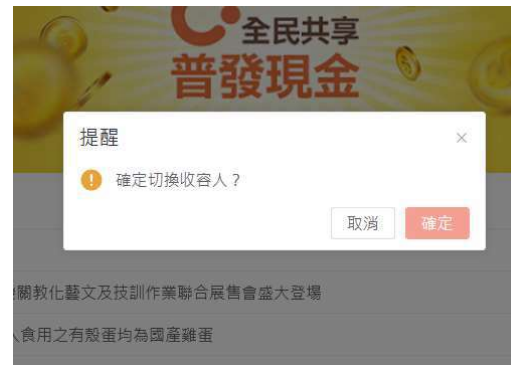 全民共享
普發現金
提醒
確定切換收容人？
取消
確定
關教化藝文及技訓作業聯合展售會盛大登場
人食用之有殼蛋均為國產雞蛋